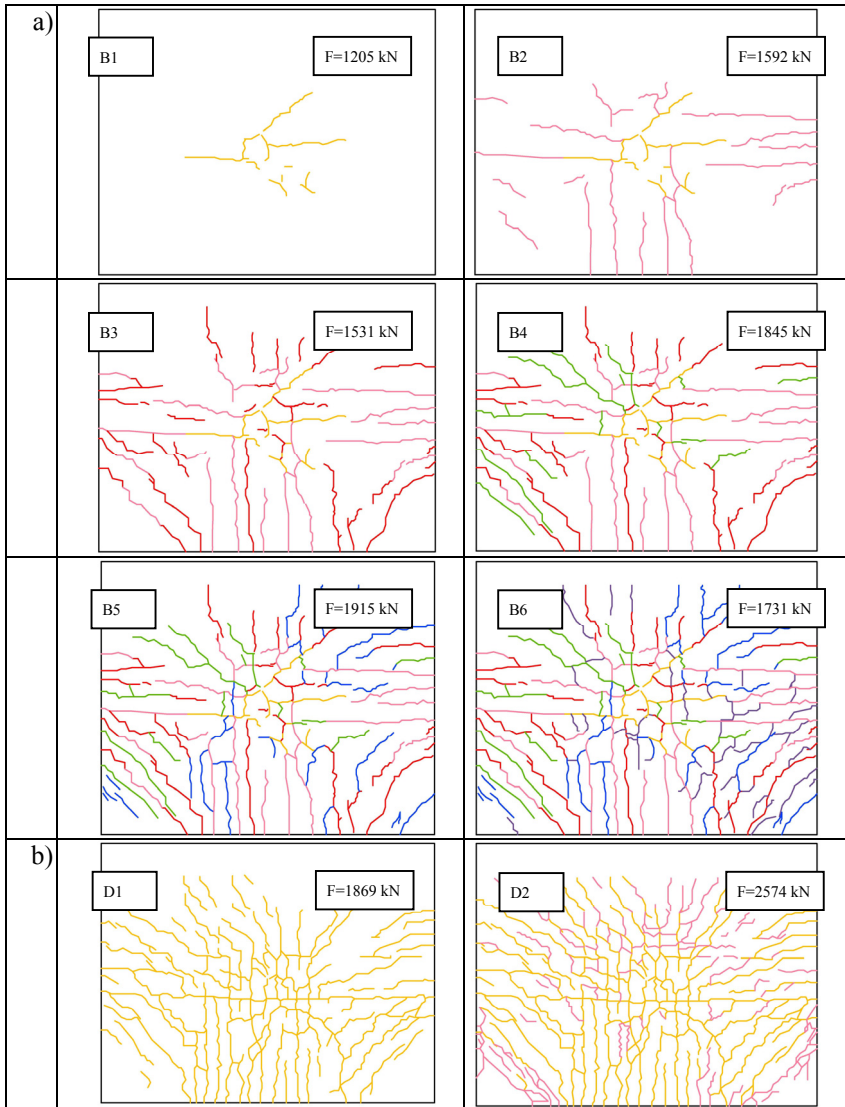 a)
B1
F=1205 kN
B2
F=1592 kN
B3
F=1531 kN
B4
F=1845 kN
B5
F=1915 kN
B6
F=1731 kN
b)
D1
F=1869 kN
D2
F=2574 kN